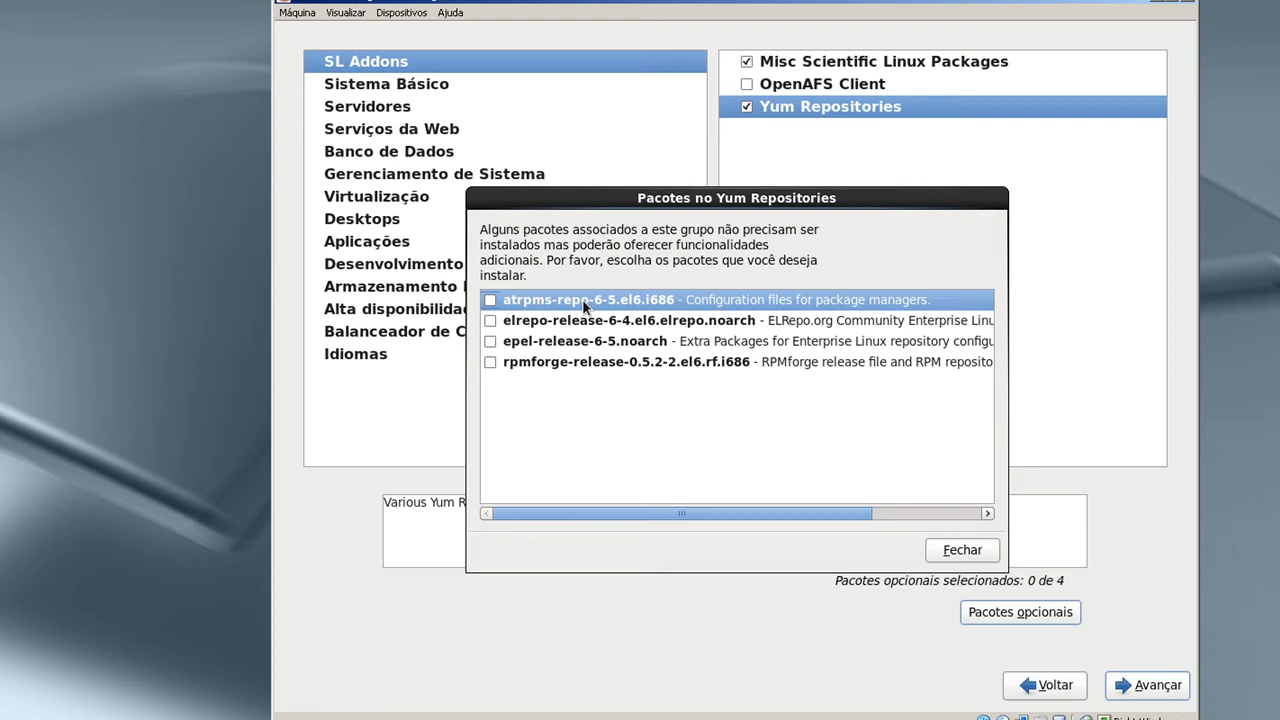 Máquina Visualizar Dispositivos Ajuda
SL Addons
Sistema Básico
Servidores
Serviços da Web
Banco de Dados
Gerenciamento de Sistema
Virtualização
Desktops
Aplicações
Desenvolvimento
Armazenamento
Alta disponibilida
Balanceador de C
Idiomas
Misc Scientific Linux Packages
OpenAFS Client
Yum Repositories
Pacotes no Yum Repositories
Alguns pacotes associados a este grupo não precisam ser
instalados mas poderão oferecer funcionalidades
adicionais. Por favor, escolha os pacotes que você deseja
instalar.
atrpms-repo-6-5.el6.i686 - Configuration files for package managers.
elrepo-release-6-4.el6.elrepo.noarch - ELRepo.org Community Enterprise Linu
epel-release-6-5.noarch - Extra Packages for Enterprise Linux repository configu
rpmforge-release-0.5.2-2.el6.rf.i686 - RPMforge release file and RPM reposito
Fechar
Various Yum R
Pacotes opcionais selecionados: 0 de 4
Pacotes opcionais
Voltar
Avançar